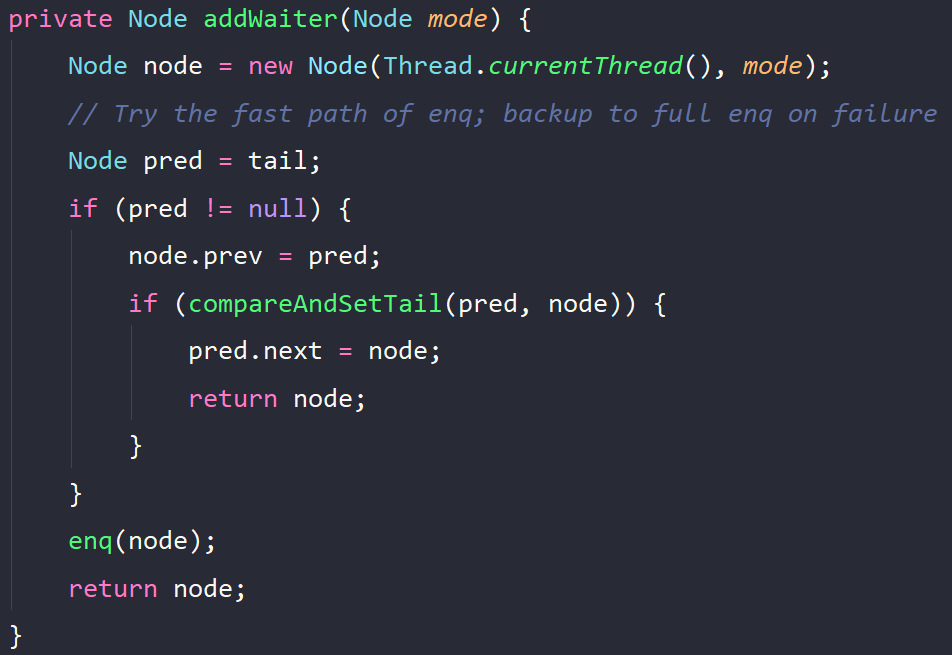 private Node addWaiter(Node mode) {
    Node node = new Node(Thread.currentThread(), mode);
    // Try the fast path of enq; backup to full enq on failure
    Node pred = tail;
    if (pred != null) {
        node.prev = pred;
        if (compareAndSetTail(pred, node)) {
            pred.next = node;
            return node;
        }
    }
    enq(node);
    return node;
}